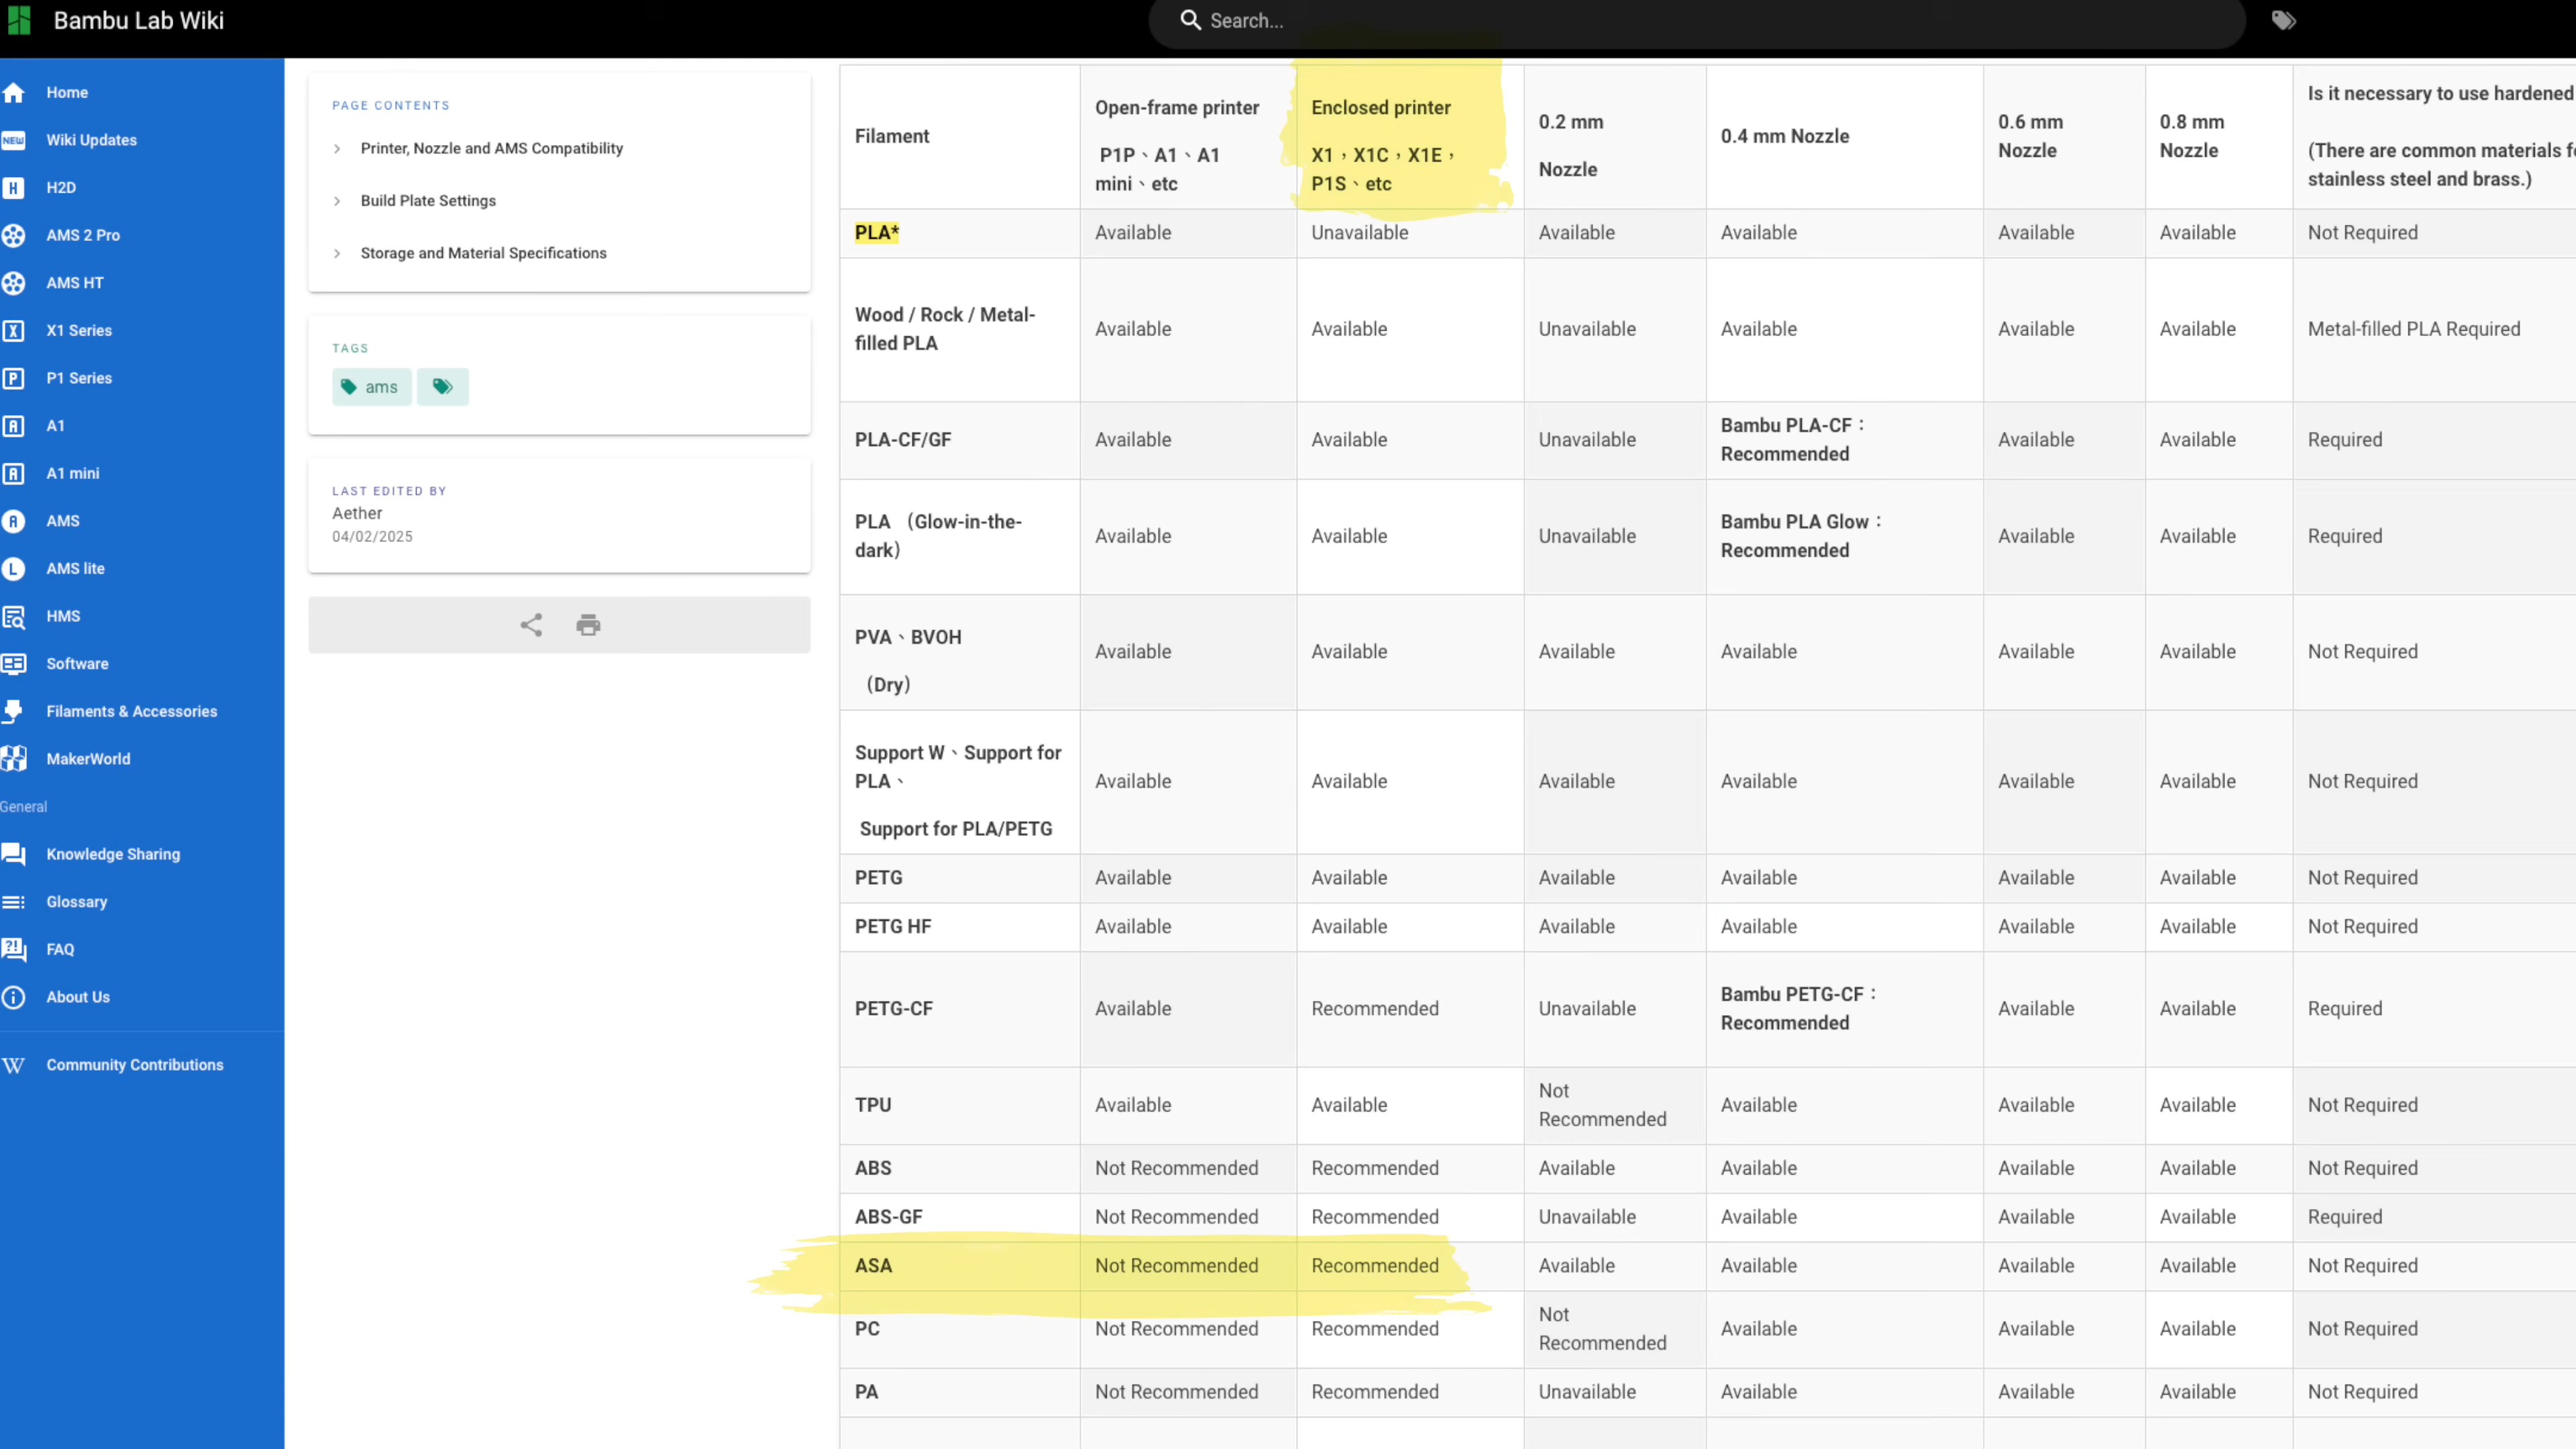 Bambu Lab Wiki
Search...
Home
Wiki Updates
H2D
AMS 2 Pro
AMS HT
X1 Series
P1 Series
A1
A1 mini
AMS
AMS lite
HMS
Software
Filaments & Accessories
MakerWorld
General
Knowledge Sharing
Glossary
FAQ
About Us
Community Contributions
PAGE CONTENTS
Printer, Nozzle and AMS Compatibility
Build Plate Settings
Storage and Material Specifications
TAGS
ams
LAST EDITED BY
Aether
04/02/2025
Filament
Open-frame printer
P1P、A1、A1
mini、etc
Enclosed printer
X1，X1C，X1E，
P1S、etc
0.2 mm
Nozzle
0.4 mm Nozzle
0.6 mm
Nozzle
0.8 mm
Nozzle
Is it necessary to use hardened
(There are common materials f
stainless steel and brass.)
PLA* Available Unavailable Available Available Available Available Not Required
Wood / Rock / Metal-
filled PLA
Available Available Unavailable Available Available Available Metal-filled PLA Required
PLA-CF/GF Available Available Unavailable
Bambu PLA-CF：
Recommended
Available Available Required
PLA （Glow-in-the-
dark）
Available Available Unavailable
Bambu PLA Glow：
Recommended
Available Available Required
PVA、BVOH
（Dry）
Available Available Available Available Available Available Not Required
Support W、Support for
PLA、
Support for PLA/PETG
Available Available Available Available Available Available Not Required
PETG Available Available Available Available Available Available Not Required
PETG HF Available Available Available Available Available Available Not Required
PETG-CF Available Recommended Unavailable
Bambu PETG-CF：
Recommended
Available Available Required
TPU Available Available
Not
Recommended
Available Available Available Not Required
ABS Not Recommended Recommended Available Available Available Available Not Required
ABS-GF Not Recommended Recommended Unavailable Available Available Available Required
ASA Not Recommended Recommended Available Available Available Available Not Required
PC Not Recommended Recommended
Not
Recommended
Available Available Available Not Required
PA Not Recommended Recommended Unavailable Available Available Available Not Required